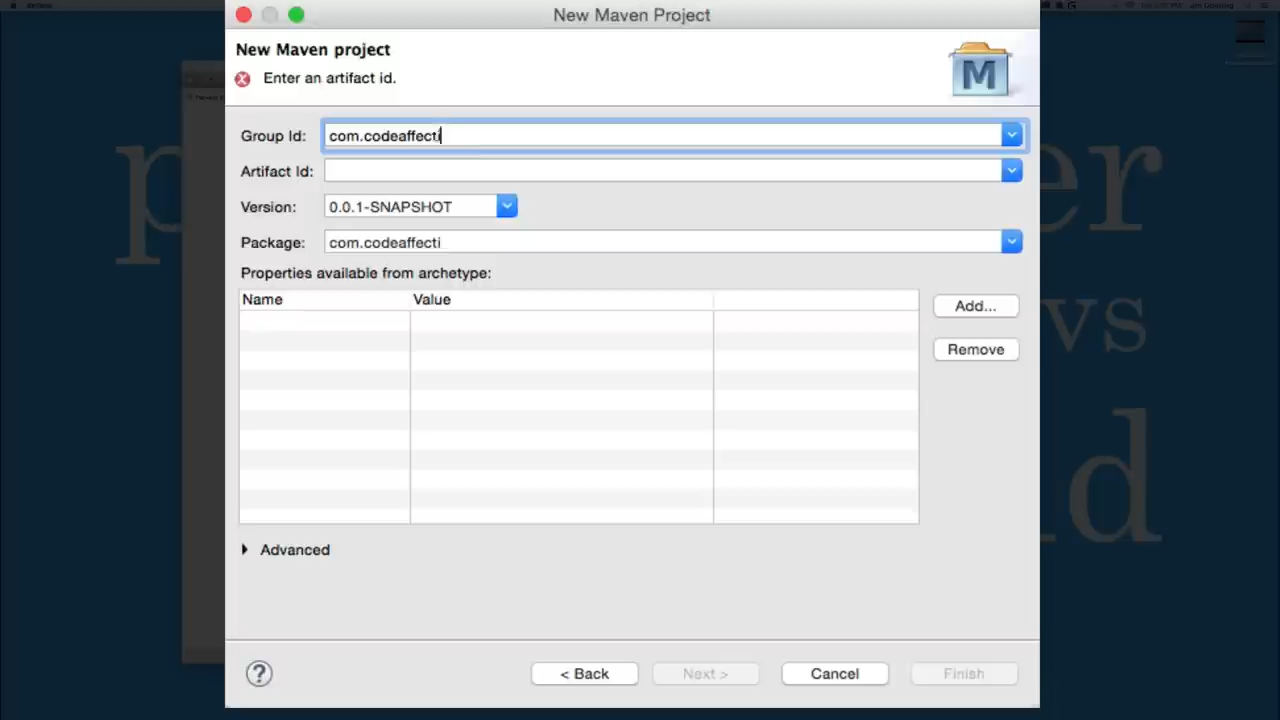 New Maven Project
New Maven project
Enter an artifact id.
M
Group Id: com.codeaffecti
Artifact Id:
Version: 0.0.1-SNAPSHOT
Package: com.codeaffecti
Properties available from archetype:
Name Value
Add...
Remove
Advanced
? < Back Next > Cancel Finish